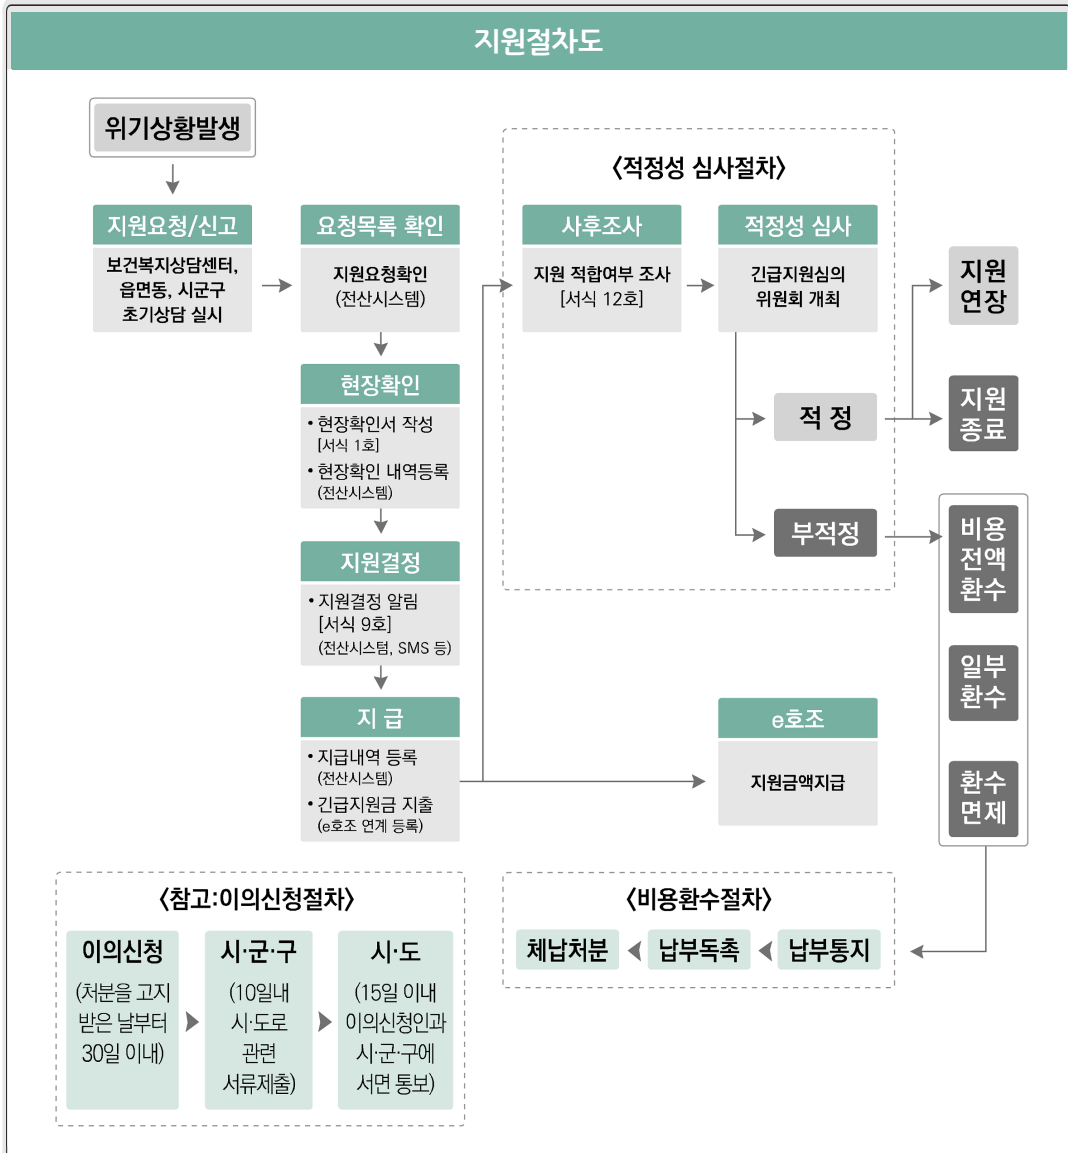 지원절차도
위기상황발생
지원요청/신고
보건복지상담센터,
읍면동, 시군구
초기상담 실시
요청목록 확인
지원요청확인
(전산시스템)
현장확인
• 현장확인서 작성
[서식 1호]
• 현장확인 내역등록
(전산시스템)
지원결정
• 지원결정 알림
[서식 9호]
(전산시스텀, SMS 등)
지 급
• 지급내역 등록
(전산시스템)
• 긴급지원금 지출
(e호조 연계 등록)
〈적정성 심사절차〉
사후조사
지원 적합여부 조사
[서식 12호]
적정성 심사
긴급지원심의
위원회 개최
적 정
부적정
지원
연장
지원
종료
비용
전액
환수
일부
환수
환수
면제
e호조
지원금액지급
〈참고:이의신청절차〉
이의신청
(처분을 고지
받은 날부터
30일 이내)
시·군·구
(10일내
시·도로
관련
서류제출)
시·도
(15일 이내
이의신청인과
시·군·구에
서면 통보)
〈비용환수절차〉
체납처분
납부독촉
납부통지